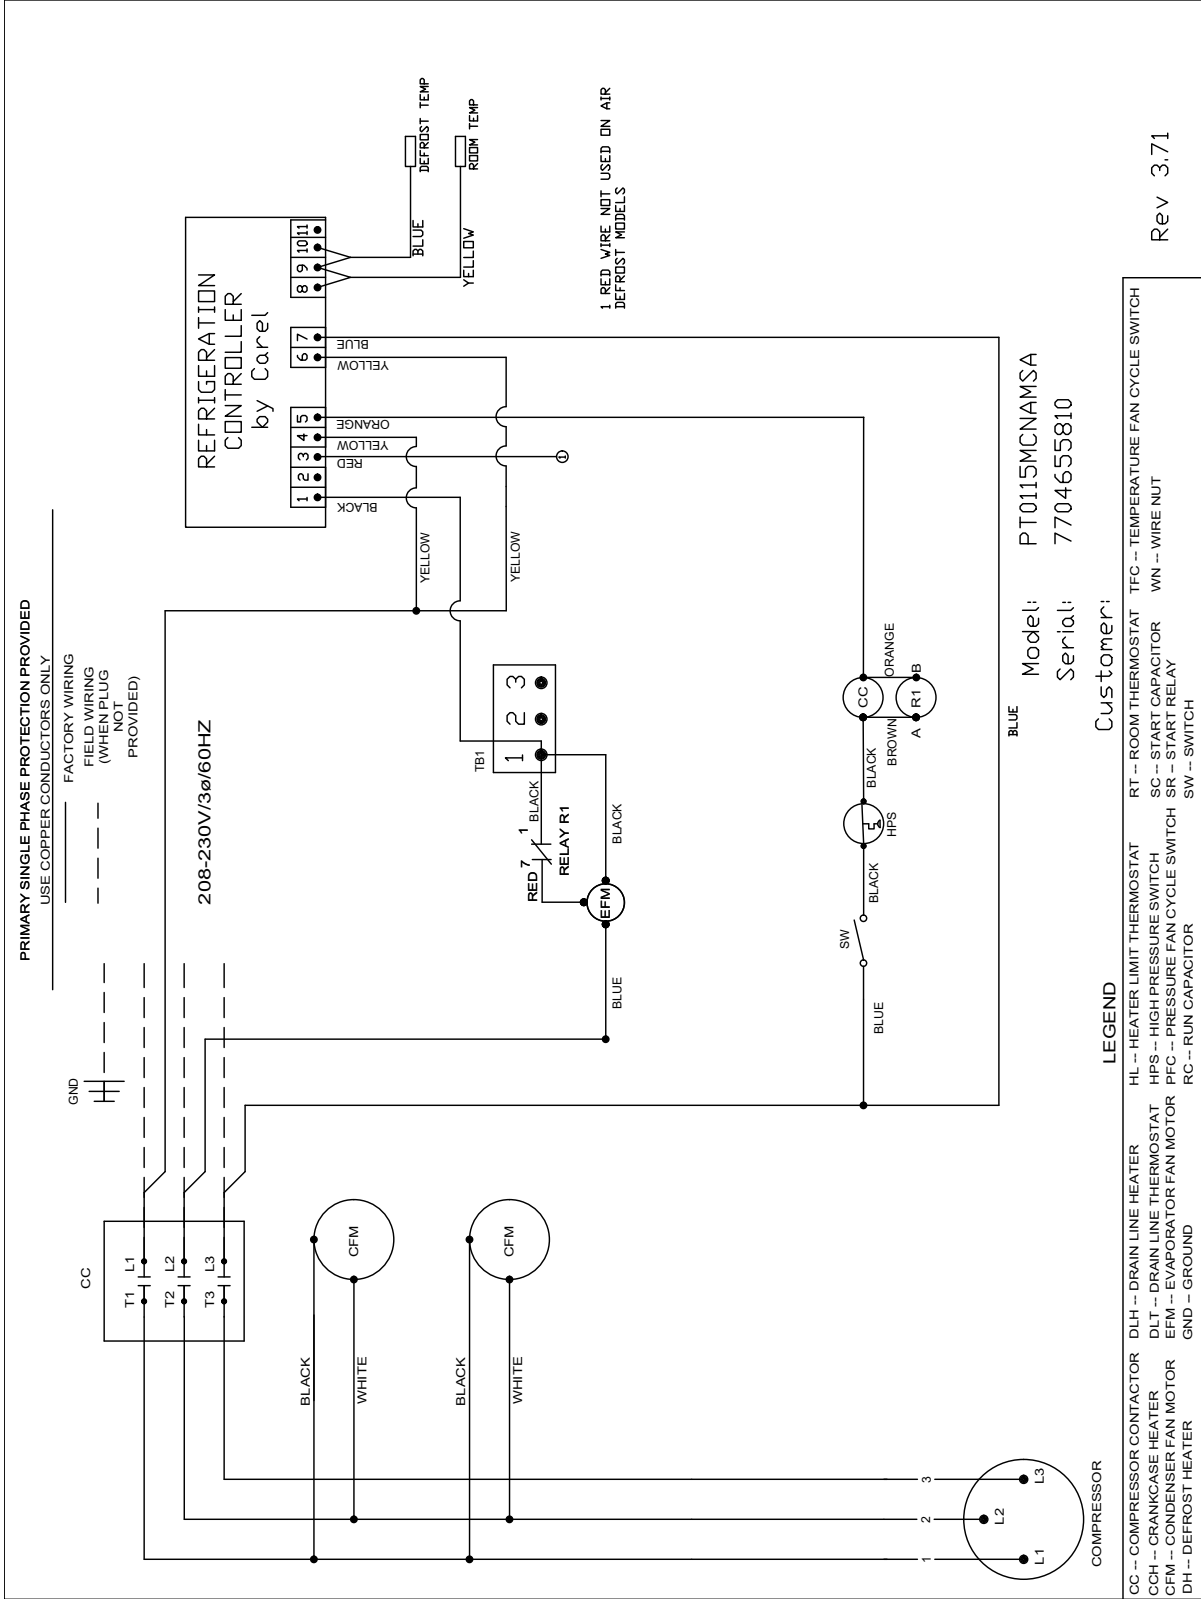 PRIMARY SINGLE PHASE PROTECTION PROVIDED
USE COPPER CONDUCTORS ONLY
FACTORY WIRING
FIELD WIRING
(WHEN PLUG
NOT
PROVIDED)
208-230V/3ø/60HZ
GND
CC
T1 L1
T2 L2
T3 L3
REFRIGERATION
CONTROLLER
by Carel
1 2 3 4 5 6 7 8 9 10 11
BLACK
RED
YELLOW
ORANGE
YELLOW
BLUE
BLUE
DEFROST TEMP
YELLOW
ROOM TEMP
1
YELLOW
YELLOW
1 RED WIRE NOT USED ON AIR
DEFROST MODELS
TB1
1 2 3
BLACK
RED 7 1
RELAY R1
BLACK
EFM
BLUE
CFM
BLACK
WHITE
CFM
BLACK
WHITE
BLUE
SW
BLACK
HPS
BLACK
CC
BROWN
ORANGE
A R1 B
BLUE
1
2
3
L1
L2
L3
COMPRESSOR
Model: PT0115MCNAMSA
Serial: 7704655810
Customer:
Rev 3.71
LEGEND
CC -- COMPRESSOR CONTACTOR
CCH -- CRANKCASE HEATER
CFM -- CONDENSER FAN MOTOR
DH -- DEFROST HEATER
DLH -- DRAIN LINE HEATER
DLT -- DRAIN LINE THERMOSTAT
EFM -- EVAPORATOR FAN MOTOR
GND – GROUND
HL -- HEATER LIMIT THERMOSTAT
HPS -- HIGH PRESSURE SWITCH
PFC -- PRESSURE FAN CYCLE SWITCH
RC -- RUN CAPACITOR
RT -- ROOM THERMOSTAT
SC -- START CAPACITOR
SR – START RELAY
SW -- SWITCH
TFC -- TEMPERATURE FAN CYCLE SWITCH
WN -- WIRE NUT